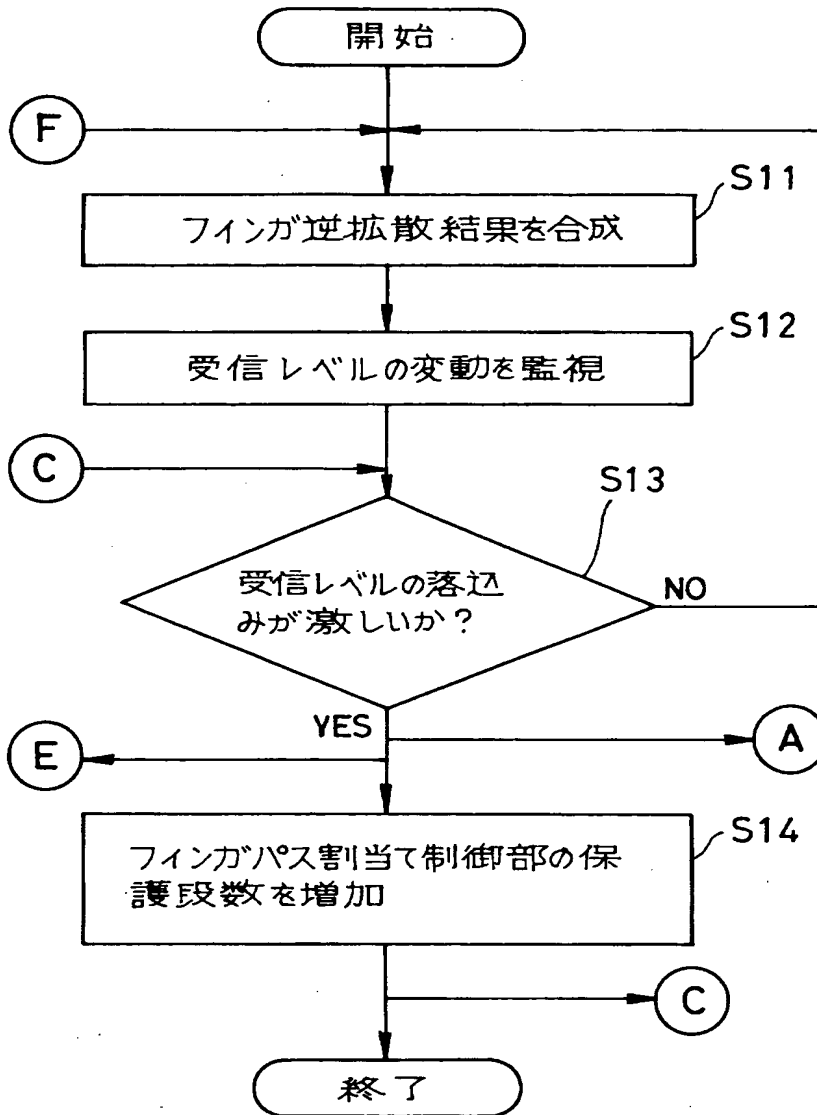 開始
F
S11
フィンガ逆拡散結果を合成
S12
受信レベルの変動を監視
C
S13
受信レベルの落込
みが激しいか?
NO
YES
A
E
S14
フィンガパス割当て制御部の保
護段数を増加
C
終了